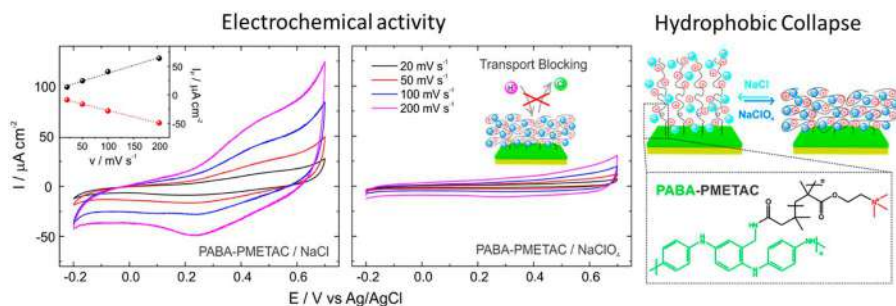 Electrochemical activity
Hydrophobic Collapse
100
50
0
-50
I / µA cm⁻²
50
0
-50
Iₚ / µA cm⁻²
50 100 150 200
v / mV s⁻¹
PABA-PMETAC / NaCl
-0.2 0.0 0.2 0.4 0.6
20 mV s⁻¹
50 mV s⁻¹
100 mV s⁻¹
200 mV s⁻¹
Transport Blocking
PABA-PMETAC / NaClO₄
-0.2 0.0 0.2 0.4 0.6
E / V vs Ag/AgCl
NaCl
NaClO₄
PABA-PMETAC
O
O
O
N⁺
NH
H
N
N
H
H
N
N